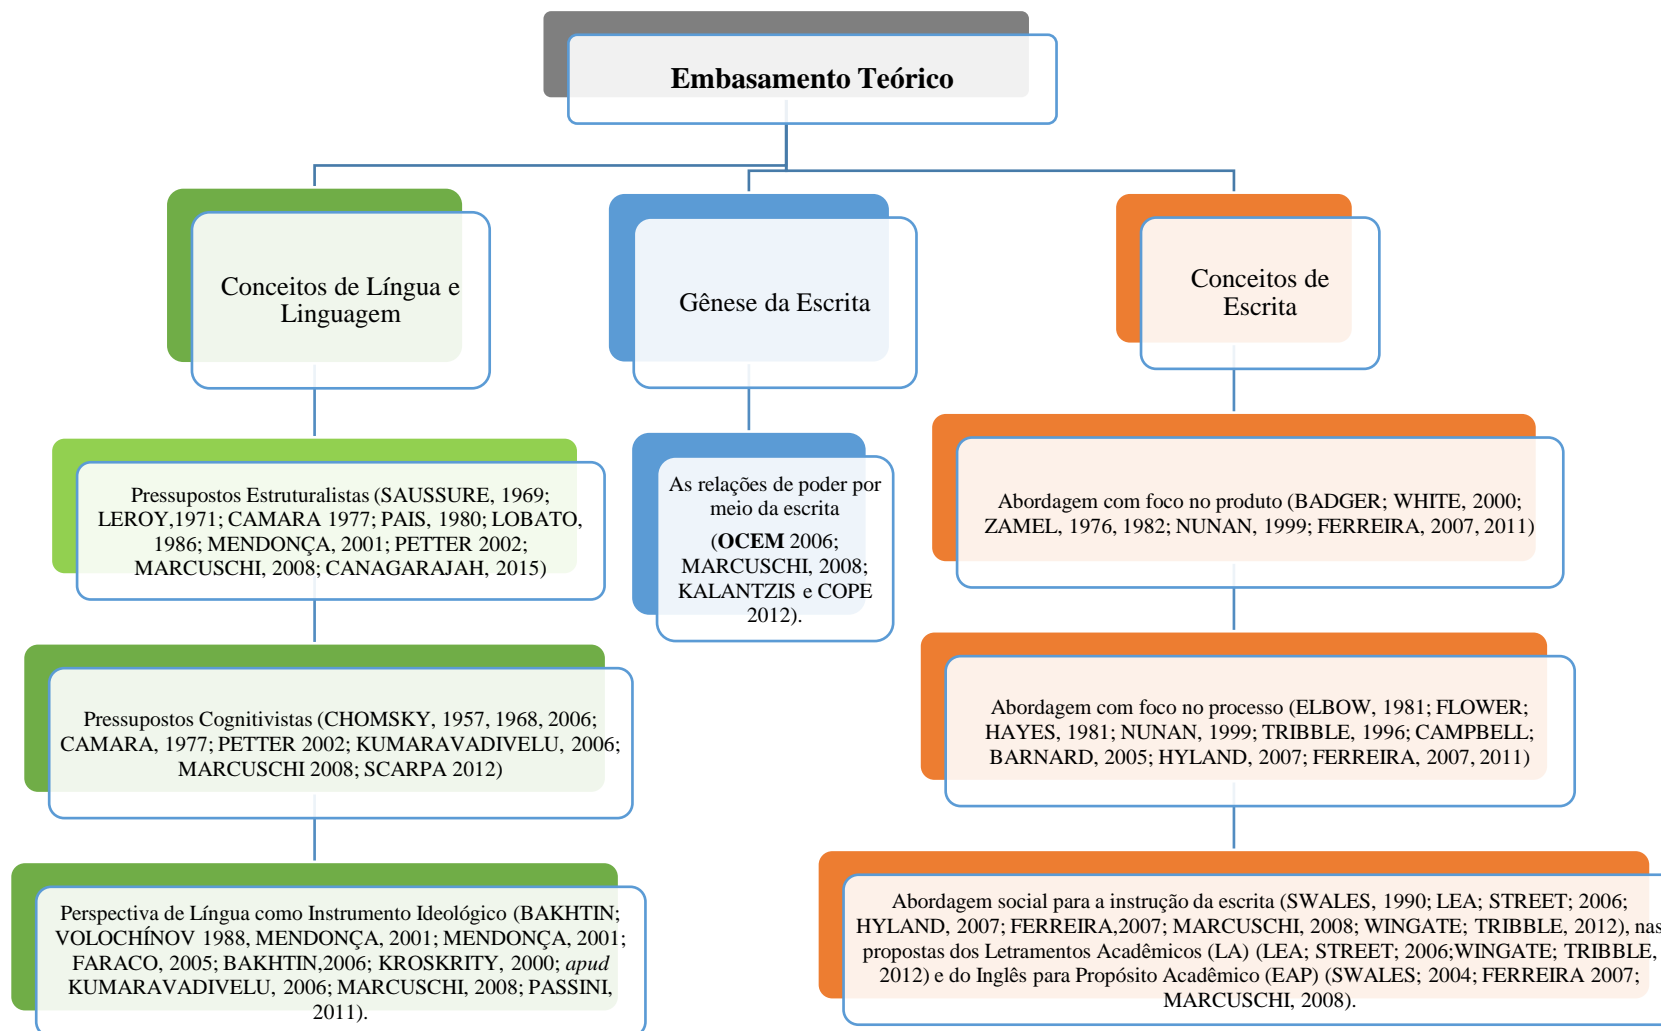 Embasamento Teórico
Conceitos de Língua e
Linguagem
Pressupostos Estruturalistas (SAUSSURE, 1969;
LEROY,1971; CAMARA 1977; PAIS, 1980; LOBATO,
1986; MENDONÇA, 2001; PETTER 2002;
MARCUSCHI, 2008; CANAGARAJAH, 2015)
Pressupostos Cognitivistas (CHOMSKY, 1957, 1968, 2006;
CAMARA, 1977; PETTER 2002; KUMARAVADIVELU, 2006;
MARCUSCHI 2008; SCARPA 2012)
Perspectiva de Língua como Instrumento Ideológico (BAKHTIN;
VOLOCHÍNOV 1988, MENDONÇA, 2001; MENDONÇA, 2001;
FARACO, 2005; BAKHTIN,2006; KROSKRITY, 2000; apud
KUMARAVADIVELU, 2006; MARCUSCHI, 2008; PASSINI,
2011).
Gênese da Escrita
As relações de poder por
meio da escrita
(OCEM 2006;
MARCUSCHI, 2008;
KALANTZIS e COPE
2012).
Conceitos de
Escrita
Abordagem com foco no produto (BADGER; WHITE, 2000;
ZAMEL, 1976, 1982; NUNAN, 1999; FERREIRA, 2007, 2011)
Abordagem com foco no processo (ELBOW, 1981; FLOWER;
HAYES, 1981; NUNAN, 1999; TRIBBLE, 1996; CAMPBELL;
BARNARD, 2005; HYLAND, 2007; FERREIRA, 2007, 2011)
Abordagem social para a instrução da escrita (SWALES, 1990; LEA; STREET; 2006;
HYLAND, 2007; FERREIRA,2007; MARCUSCHI, 2008; WINGATE; TRIBBLE, 2012), nas
propostas dos Letramentos Acadêmicos (LA) (LEA; STREET; 2006;WINGATE; TRIBBLE,
2012) e do Inglês para Propósito Acadêmico (EAP) (SWALES; 2004; FERREIRA 2007;
MARCUSCHI, 2008).